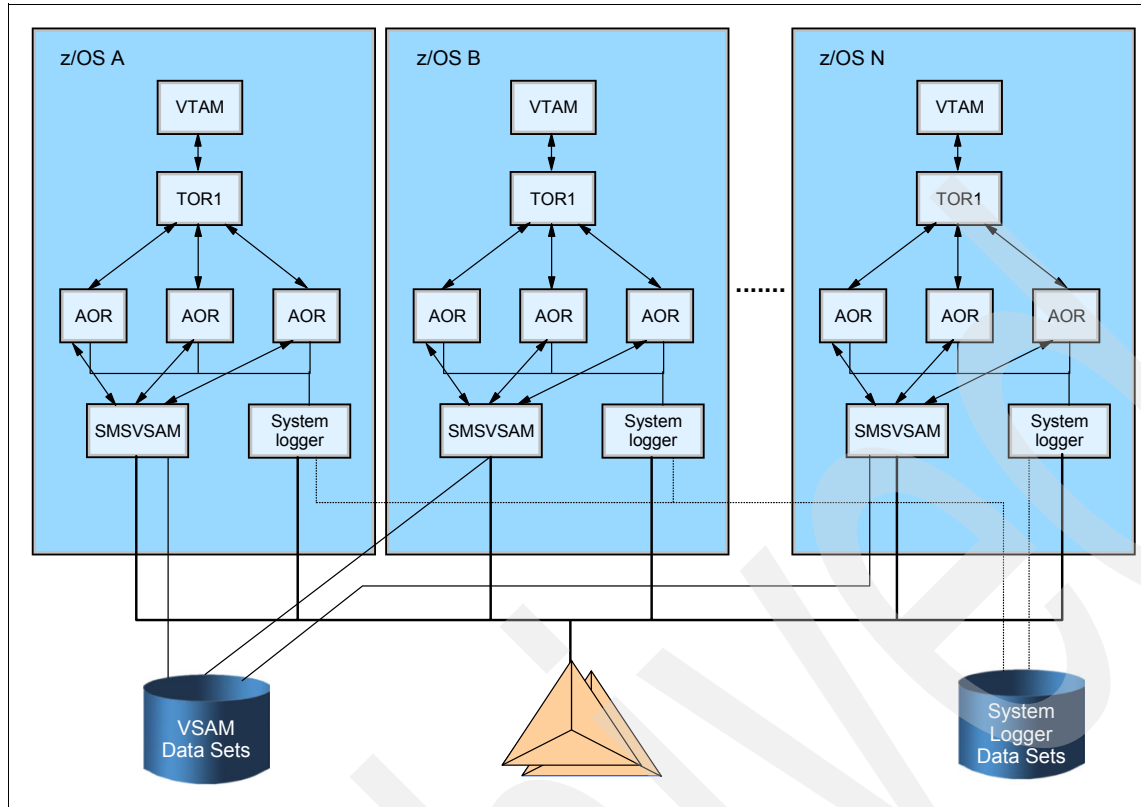 z/OS A
z/OS B
z/OS N
VTAM
VTAM
VTAM
TOR1
TOR1
TOR1
.......
AOR
AOR
AOR
AOR
AOR
AOR
AOR
AOR
AOR
SMSVSAM
System
logger
SMSVSAM
System
logger
SMSVSAM
System
logger
VSAM
Data Sets
System
Logger
Data Sets